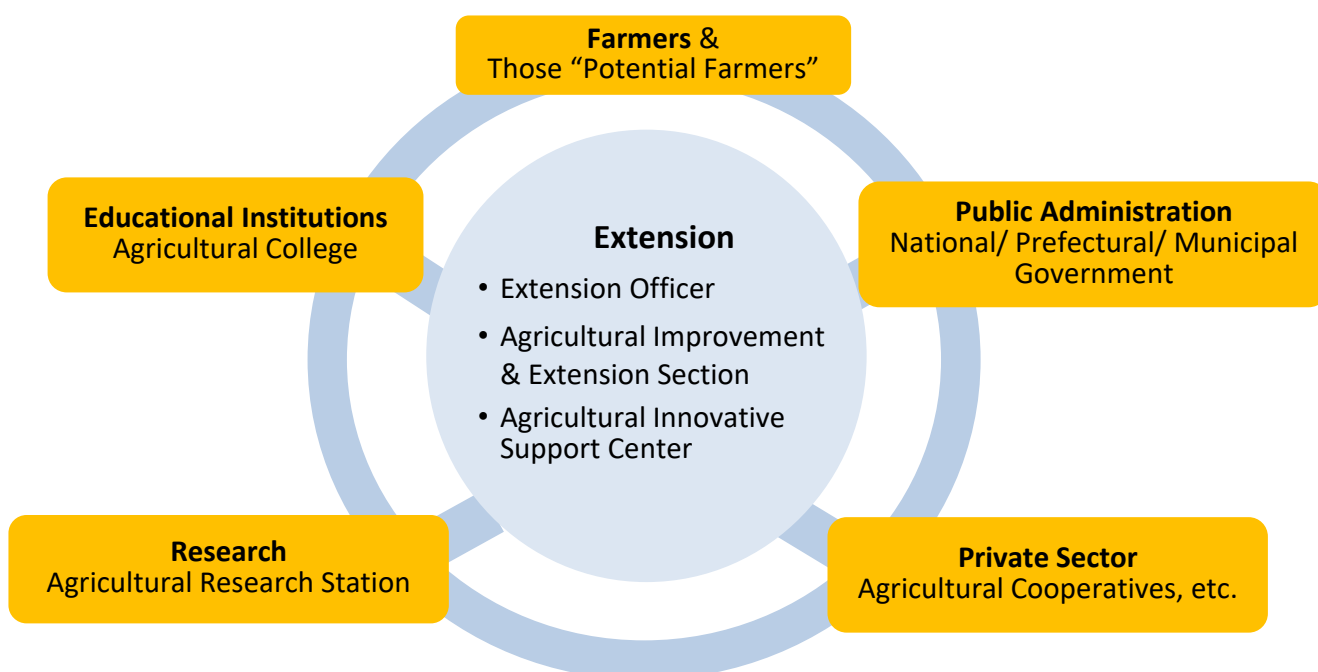 Farmers &
Those “Potential Farmers”
Educational Institutions
Agricultural College
Public Administration
National/ Prefectural/ Municipal
Government
Extension
• Extension Officer
• Agricultural Improvement
& Extension Section
• Agricultural Innovative
Support Center
Research
Agricultural Research Station
Private Sector
Agricultural Cooperatives, etc.